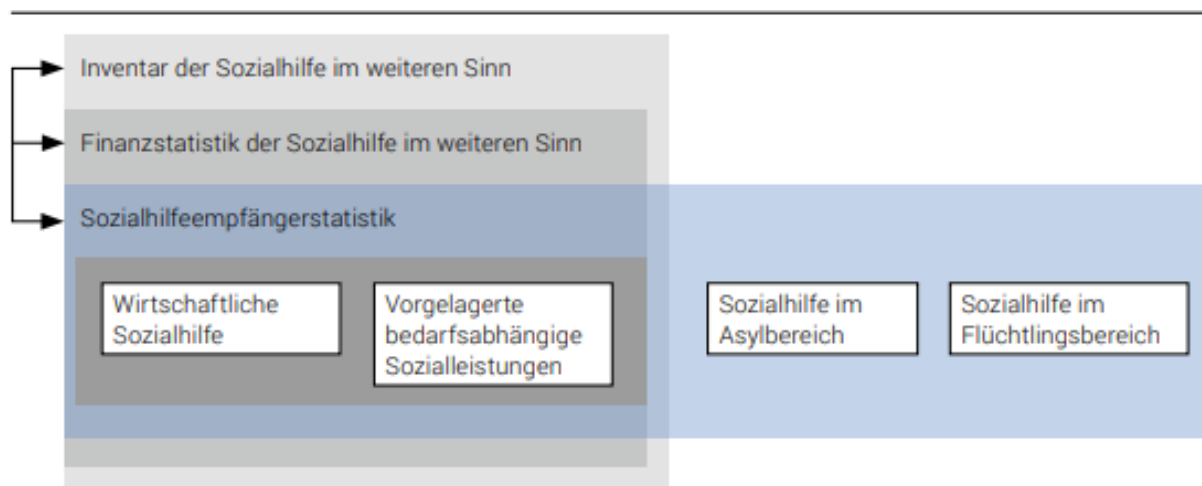 Inventar der Sozialhilfe im weiteren Sinn
Finanzstatistik der Sozialhilfe im weiteren Sinn
Sozialhilfeempfängerstatistik
Wirtschaftliche
Sozialhilfe
Vorgelagerte
bedarfsabhängige
Sozialleistungen
Sozialhilfe im
Asylbereich
Sozialhilfe im
Flüchtlingsbereich